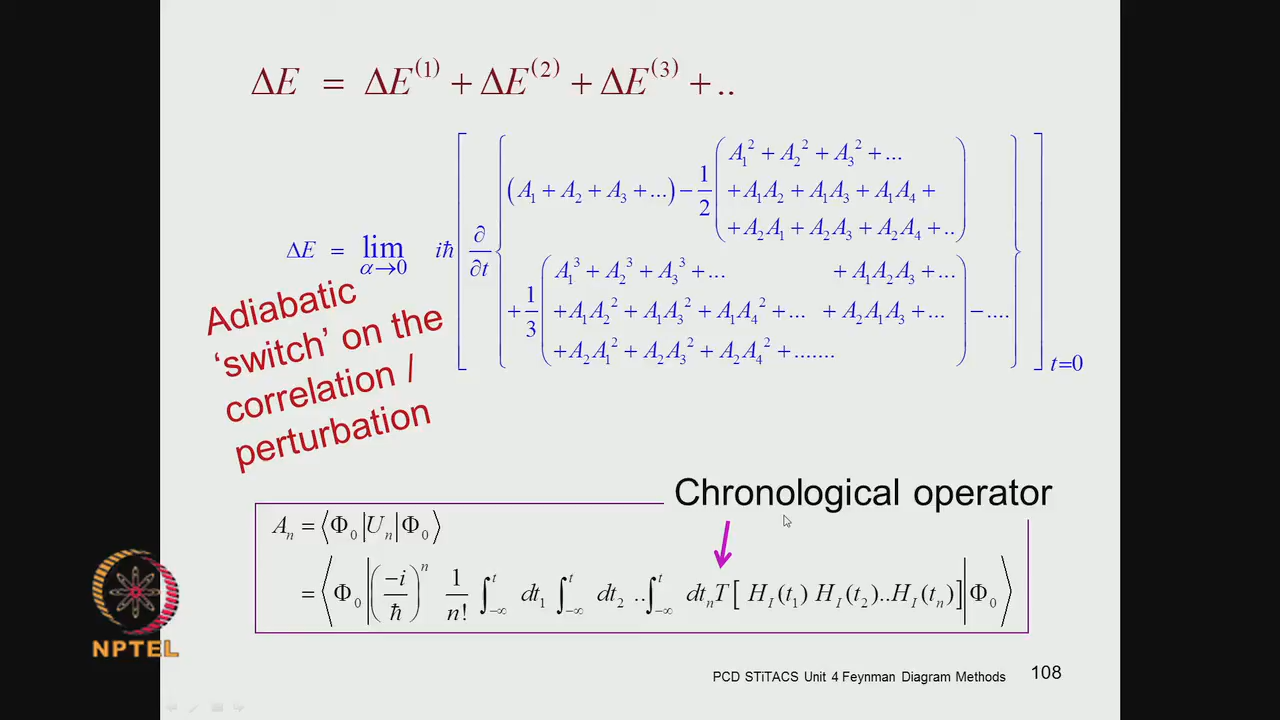 ΔE = ΔE⁽¹⁾ + ΔE⁽²⁾ + ΔE⁽³⁾ + ..
ΔE = lim α→0 iħ [ ∂/∂t { (A₁ + A₂ + A₃ + ...) − 1/2 ( A₁² + A₂² + A₃² + ...
+ A₁A₂ + A₁A₃ + A₁A₄ +
+ A₂A₁ + A₂A₃ + A₂A₄ + .. )
+ 1/3 ( A₁³ + A₂³ + A₃³ + ... + A₁A₂A₃ + ...
+ A₁A₂² + A₁A₃² + A₁A₄² + ... + A₂A₁A₃ + ...
+ A₂A₁² + A₂A₃² + A₂A₄² + ....... ) − .... } ] t=0
Adiabatic
‘switch’ on the
correlation /
perturbation
Chronological operator
Aₙ = ⟨Φ₀|Uₙ|Φ₀⟩
= ⟨Φ₀| (−i/ħ)ⁿ 1/n! ∫₋∞ᵗ dt₁ ∫₋∞ᵗ dt₂ .. ∫₋∞ᵗ dtₙ T [ H_I(t₁) H_I(t₂)..H_I(tₙ) ] |Φ₀⟩
NPTEL
PCD STiTACS Unit 4 Feynman Diagram Methods 108